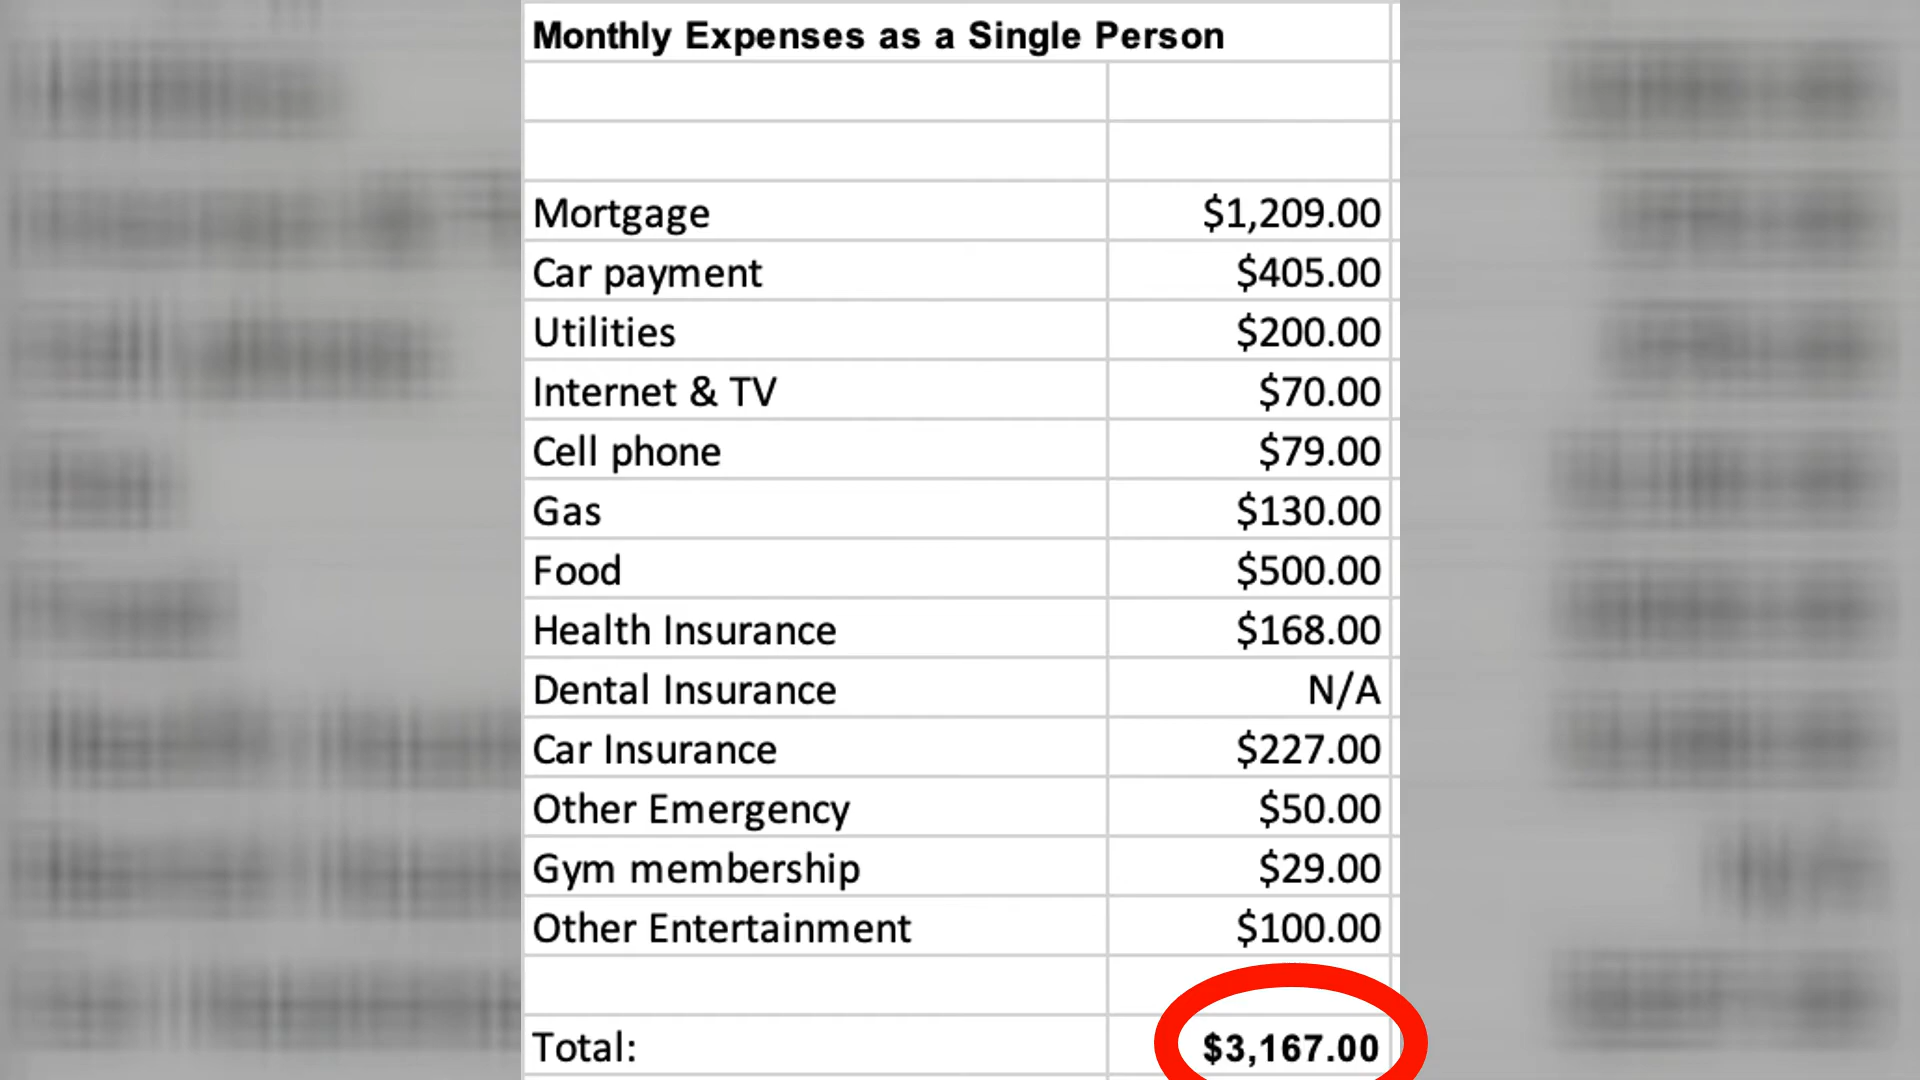 Monthly Expenses as a Single Person
Mortgage $1,209.00
Car payment $405.00
Utilities $200.00
Internet & TV $70.00
Cell phone $79.00
Gas $130.00
Food $500.00
Health Insurance $168.00
Dental Insurance N/A
Car Insurance $227.00
Other Emergency $50.00
Gym membership $29.00
Other Entertainment $100.00
Total: $3,167.00